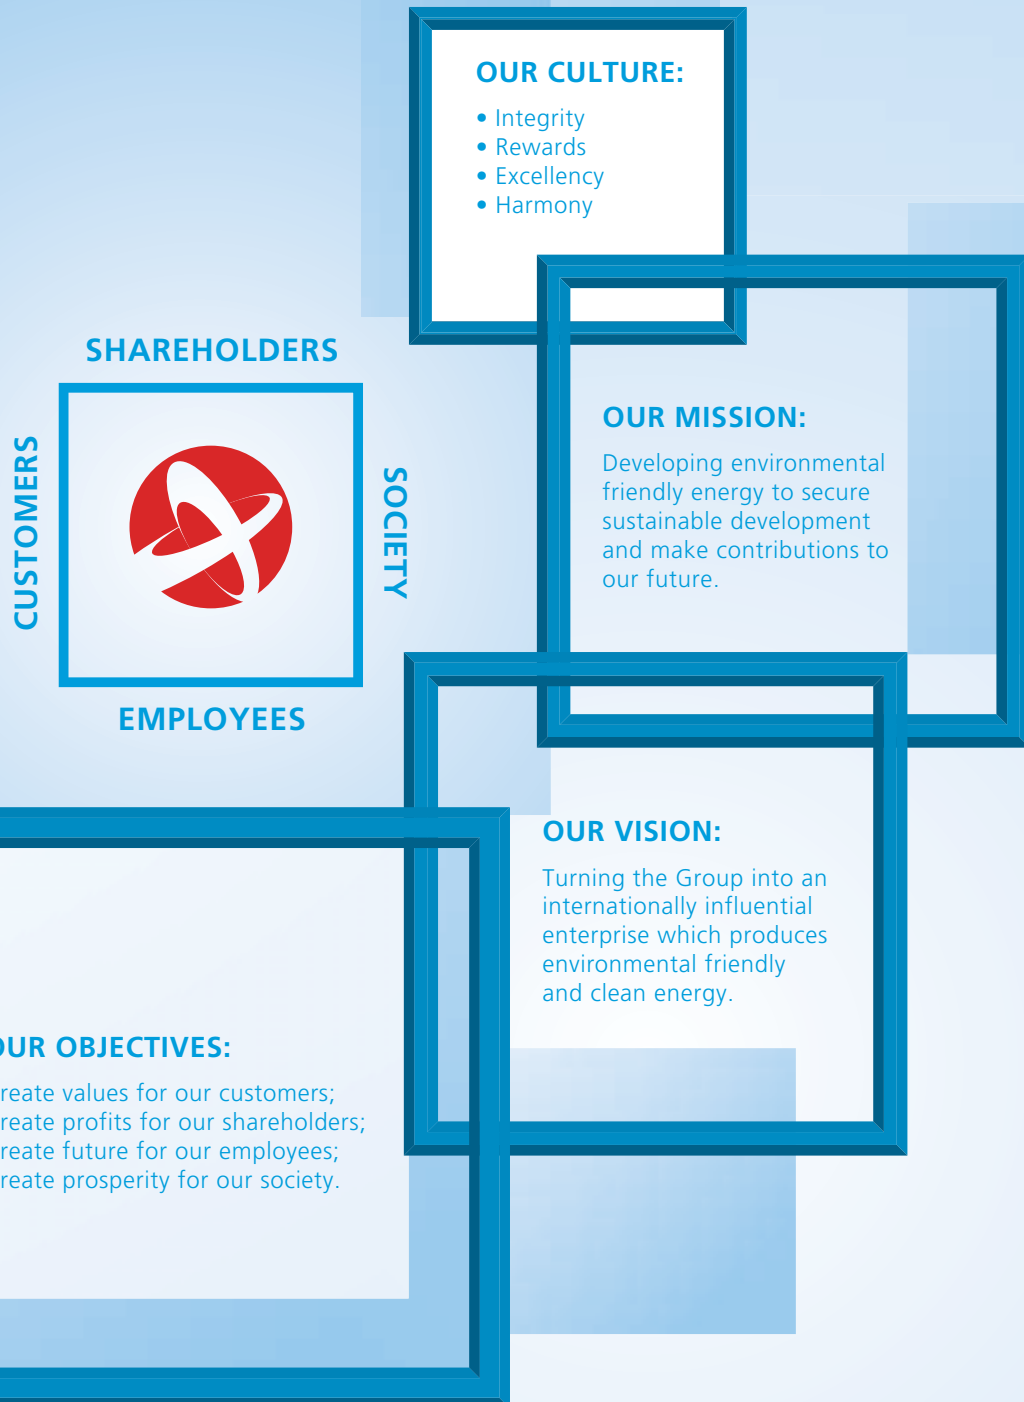 OUR CULTURE:
• Integrity
• Rewards
• Excellency
• Harmony
SHAREHOLDERS
CUSTOMERS
SOCIETY
EMPLOYEES
OUR MISSION:
Developing environmental
friendly energy to secure
sustainable development
and make contributions to
our future.
OUR VISION:
Turning the Group into an
internationally influential
enterprise which produces
environmental friendly
and clean energy.
OUR OBJECTIVES:
reate values for our customers;
reate profits for our shareholders;
reate future for our employees;
reate prosperity for our society.